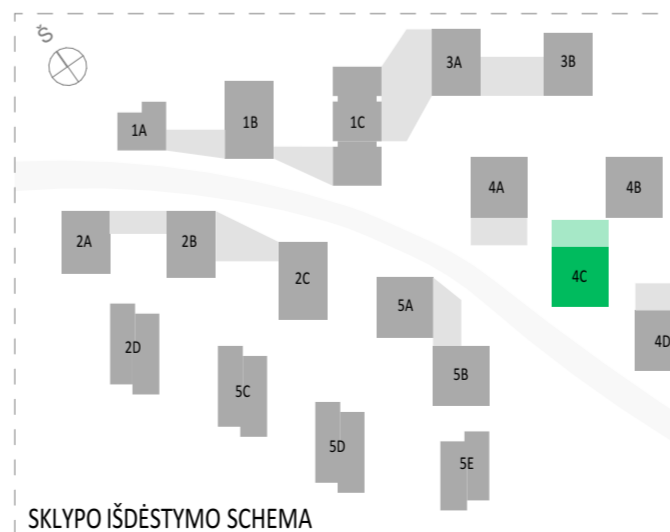 Š
3A
3B
1A
1B
1C
4A
4B
2A
2B
2C
4C
5A
4D
2D
5B
5C
5D
5E
SKLYPO IŠDĖSTYMO SCHEMA